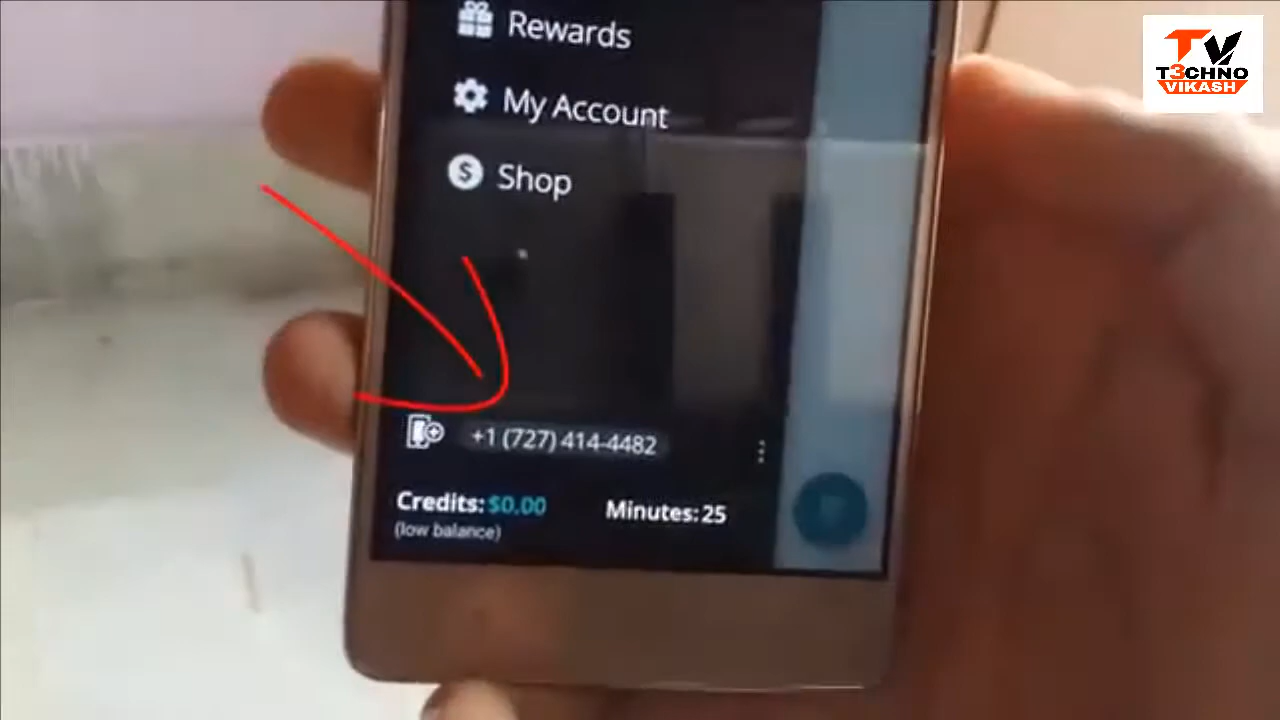 Rewards
My Account
Shop
+1 (727) 414-4482
Credits: $0.00
(low balance)
Minutes: 25
TV
T3CHNO
VIKASH